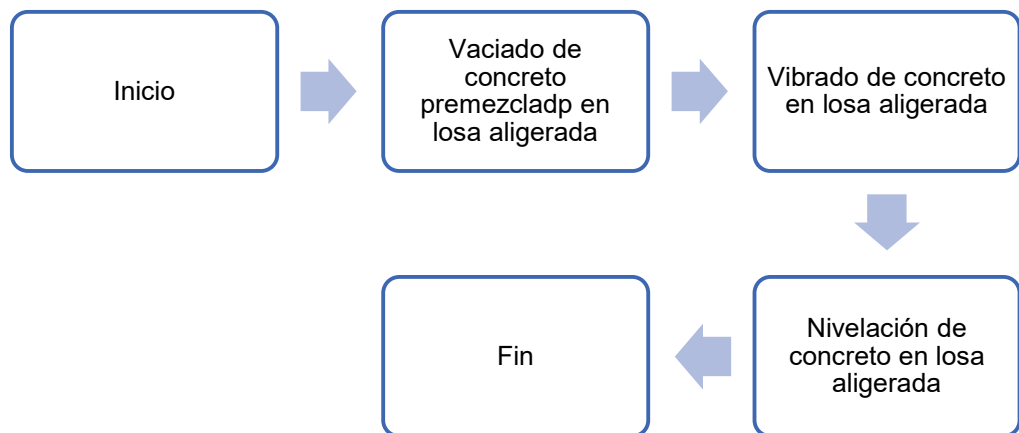 Inicio
Vaciado de
concreto
premezcladp en
losa aligerada
Vibrado de concreto
en losa aligerada
Nivelación de
concreto en losa
aligerada
Fin